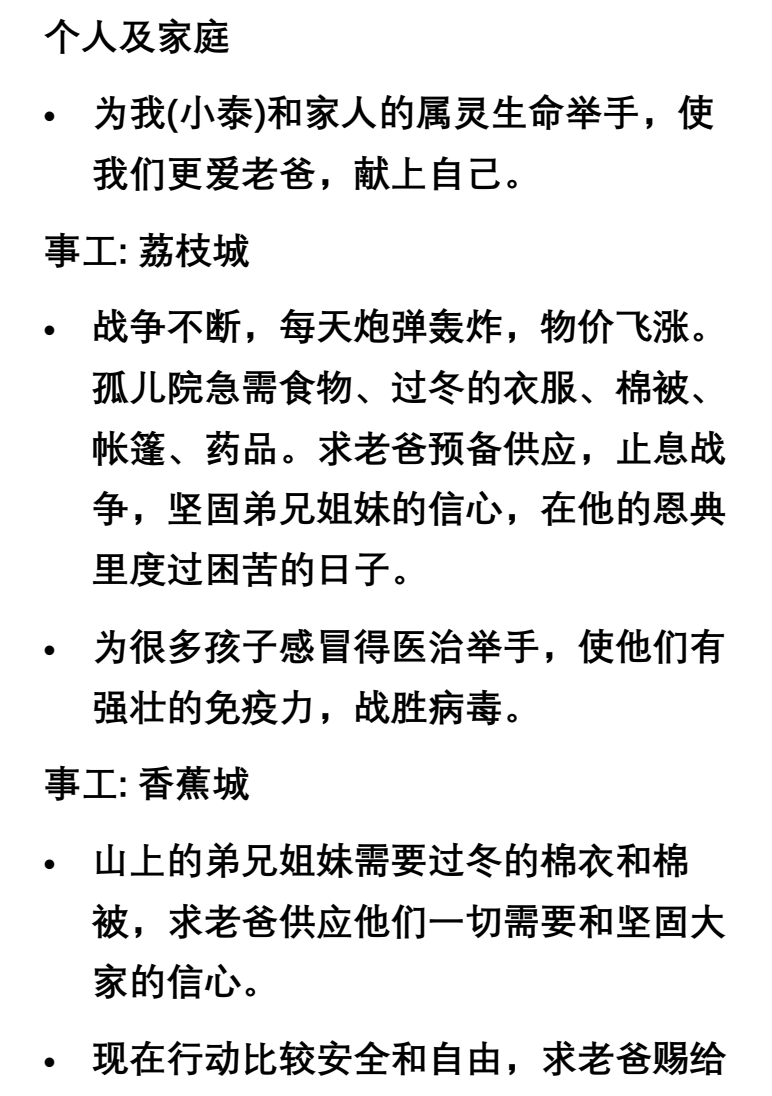 个人及家庭
• 为我(小泰)和家人的属灵生命举手，使
我们更爱老爸，献上自己。
事工: 荔枝城
• 战争不断，每天炮弹轰炸，物价飞涨。
孤儿院急需食物、过冬的衣服、棉被、
帐篷、药品。求老爸预备供应，止息战
争，坚固弟兄姐妹的信心，在他的恩典
里度过困苦的日子。
• 为很多孩子感冒得医治举手，使他们有
强壮的免疫力，战胜病毒。
事工: 香蕉城
• 山上的弟兄姐妹需要过冬的棉衣和棉
被，求老爸供应他们一切需要和坚固大
家的信心。
• 现在行动比较安全和自由，求老爸赐给